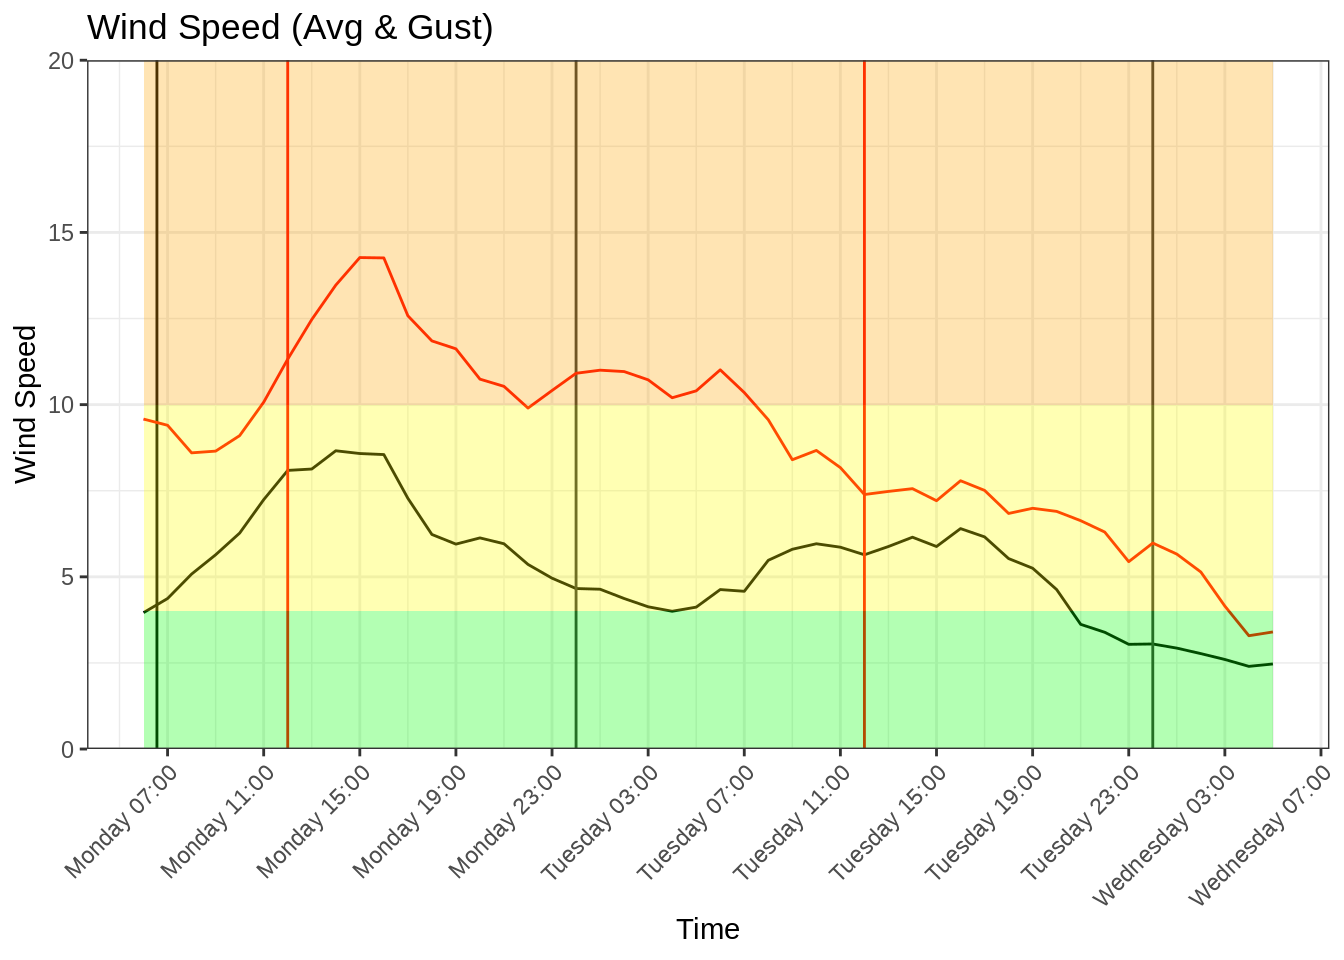 Wind Speed (Avg & Gust)
Wind Speed
20
15
10
5
0
Monday 07:00
Monday 11:00
Monday 15:00
Monday 19:00
Monday 23:00
Tuesday 03:00
Tuesday 07:00
Tuesday 11:00
Tuesday 15:00
Tuesday 19:00
Tuesday 23:00
Wednesday 03:00
Wednesday 07:00
Time